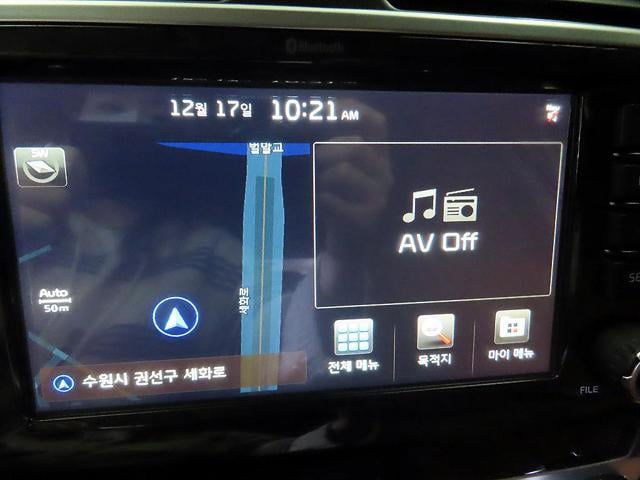 Bluetooth
12월 17일 10:21 AM
SW
벌말교
AV Off
Auto
50m
세화로
전체 메뉴
목적지
마이 메뉴
수원시 권선구 세화로
FILE